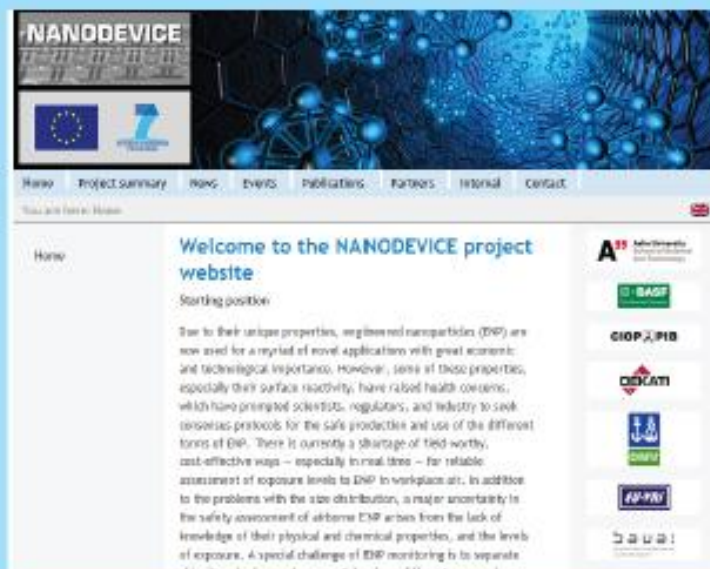 NANODEVICE
7
Home Project summary News Events Publications Partners Internal Contact
You are here: Home
Home
Welcome to the NANODEVICE project
website
Starting position
Due to their unique properties, engineered nanoparticles (ENP) are
now used for a myriad of novel applications with great economic
and technological importance. However, some of these properties,
especially their surface reactivity, have raised health concerns,
which have prompted scientists, regulators, and industry to seek
consensus protocols for the safe production and use of the different
forms of ENP. There is currently a shortage of field-worthy,
cost-effective ways – especially in real time – for reliable
assessment of exposure levels to ENP in workplace air. In addition
to the problems with the size distribution, a major uncertainty in
the safety assessment of airborne ENP arises from the lack of
knowledge of their physical and chemical properties, and the levels
of exposure. A special challenge of ENP monitoring is to separate
A"
Aalto University
BASF
CIOP PIB
DEKATI